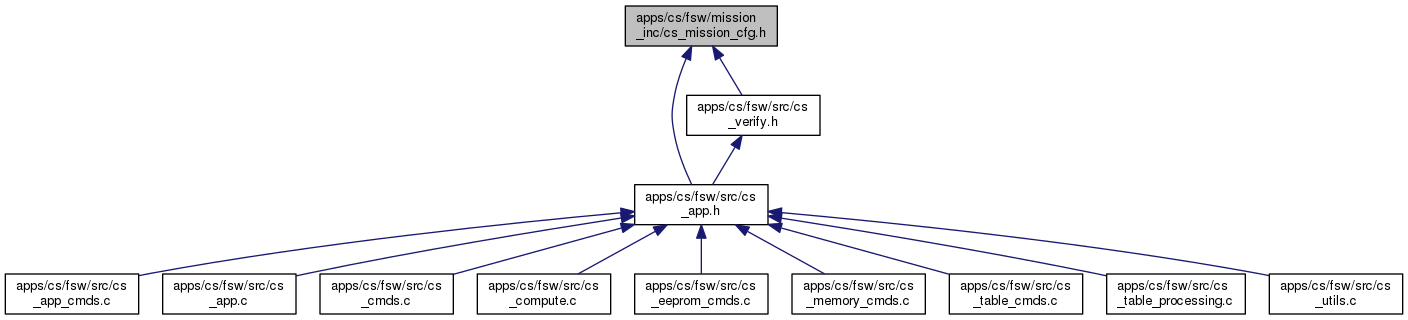 apps/cs/fsw/mission
_inc/cs_mission_cfg.h
apps/cs/fsw/src/cs
_verify.h
apps/cs/fsw/src/cs
_app.h
apps/cs/fsw/src/cs
_app_cmds.c
apps/cs/fsw/src/cs
_app.c
apps/cs/fsw/src/cs
_cmds.c
apps/cs/fsw/src/cs
_compute.c
apps/cs/fsw/src/cs
_eeprom_cmds.c
apps/cs/fsw/src/cs
_memory_cmds.c
apps/cs/fsw/src/cs
_table_cmds.c
apps/cs/fsw/src/cs
_table_processing.c
apps/cs/fsw/src/cs
_utils.c